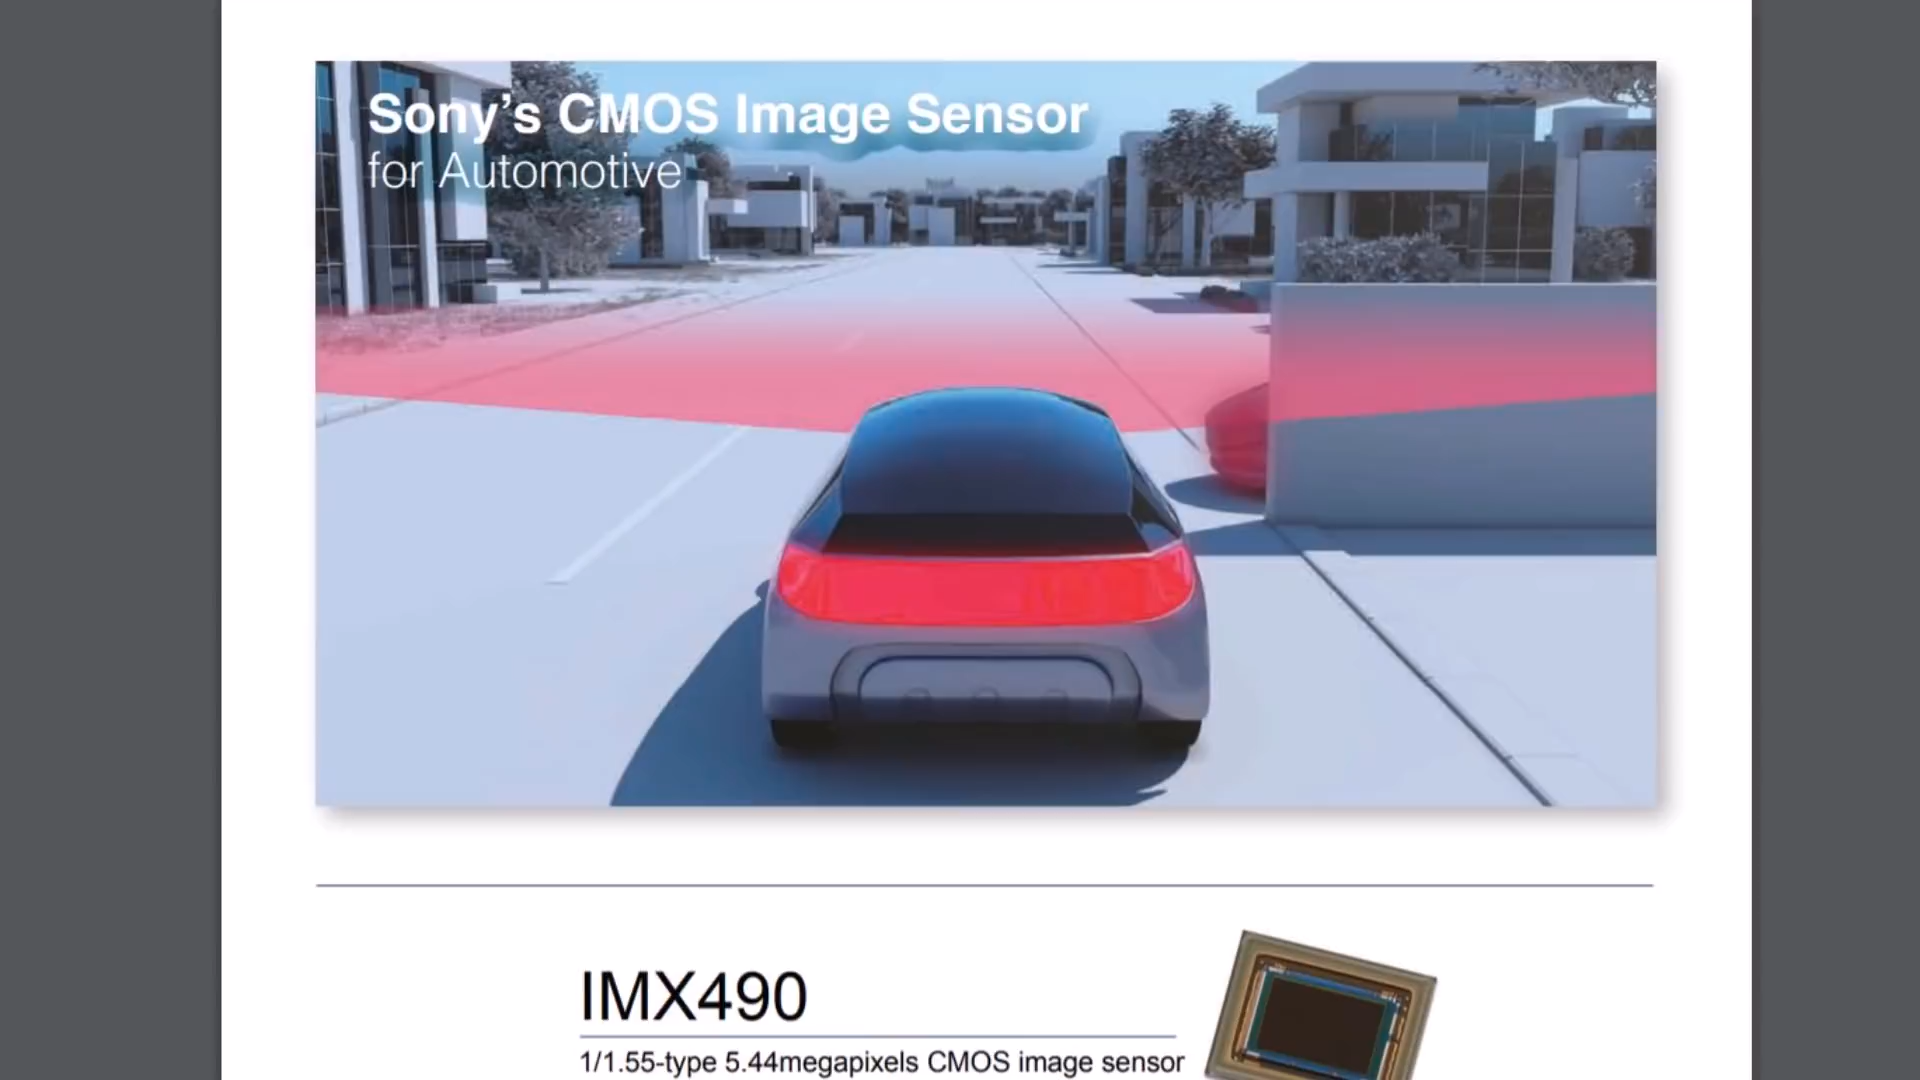 Sony’s CMOS Image Sensor
for Automotive
IMX490
1/1.55-type 5.44megapixels CMOS image sensor